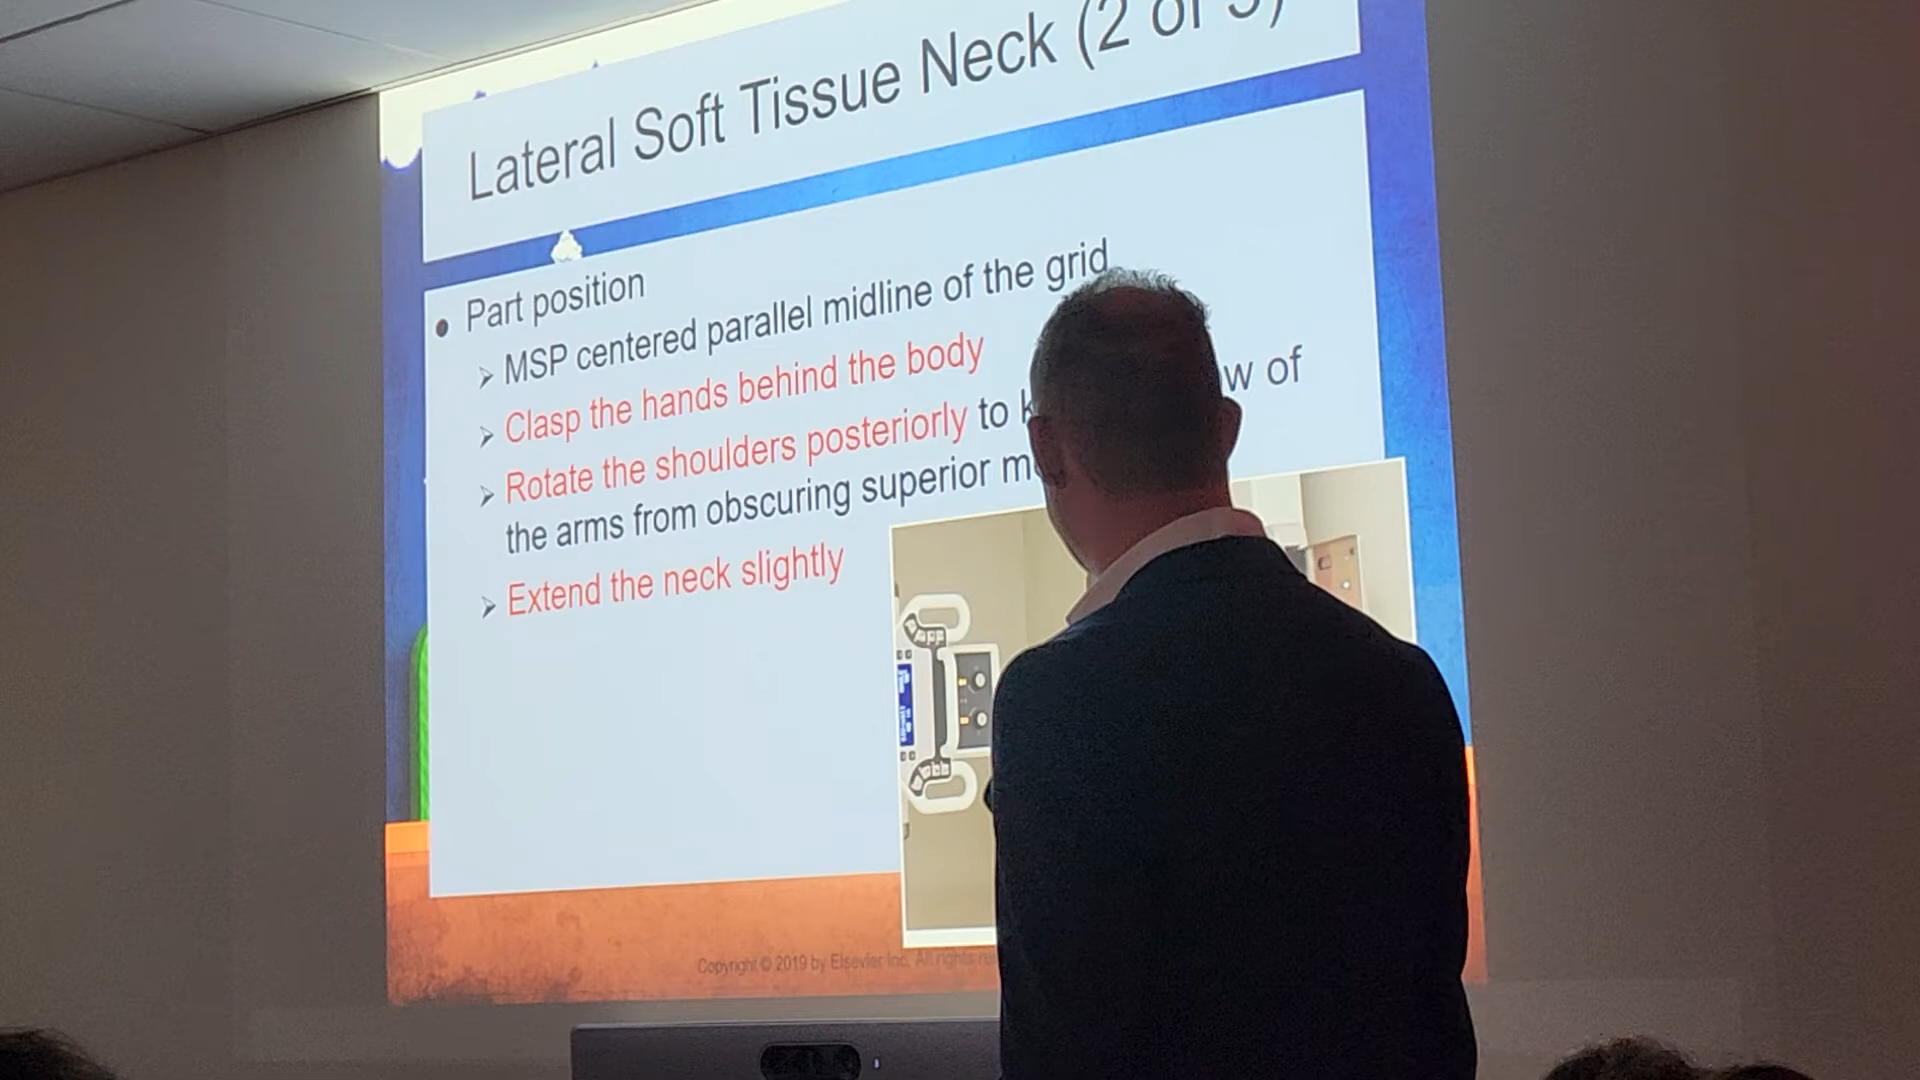 Lateral Soft Tissue Neck (2 of
Part position
MSP centered parallel midline of the grid
Clasp the hands behind the body
Rotate the shoulders posteriorly to of
the arms from obscuring superior
Extend the neck slightly
Copyright © 2019 by Elsevier Inc. All rights